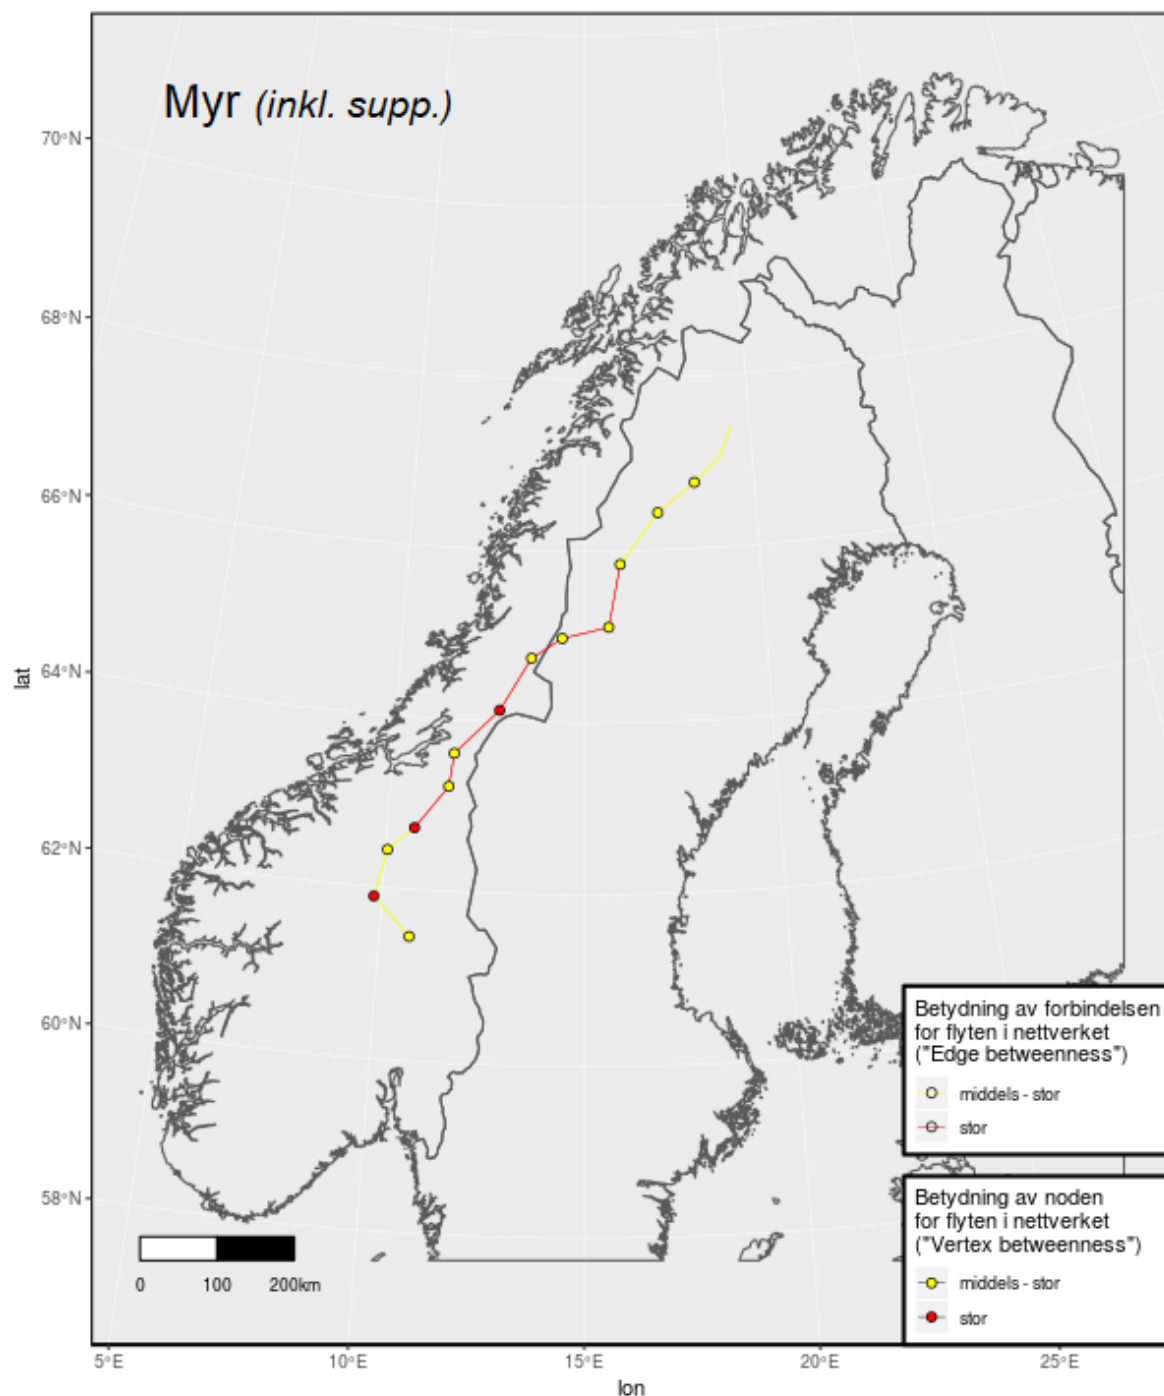 Myr (inkl. supp.)
70°N
68°N
66°N
64°N
62°N
60°N
58°N
lat
0 100 200km
5°E 10°E 15°E 20°E 25°E
lon
Betydning av forbindelsen
for flyten i nettverket
("Edge betweenness")
middels - stor
stor
Betydning av noden
for flyten i nettverket
("Vertex betweenness")
middels - stor
stor